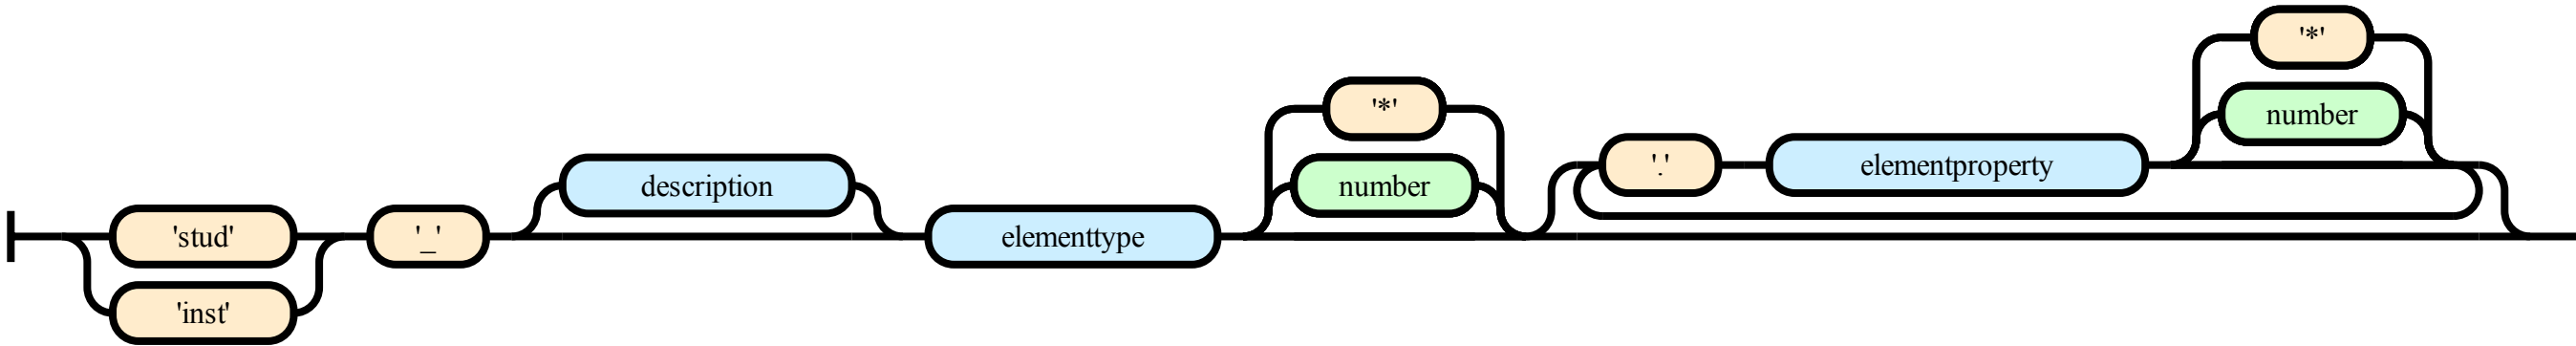 '*'
'*'
number
'.'
elementproperty
description
number
'stud'
'_'
elementtype
'inst'